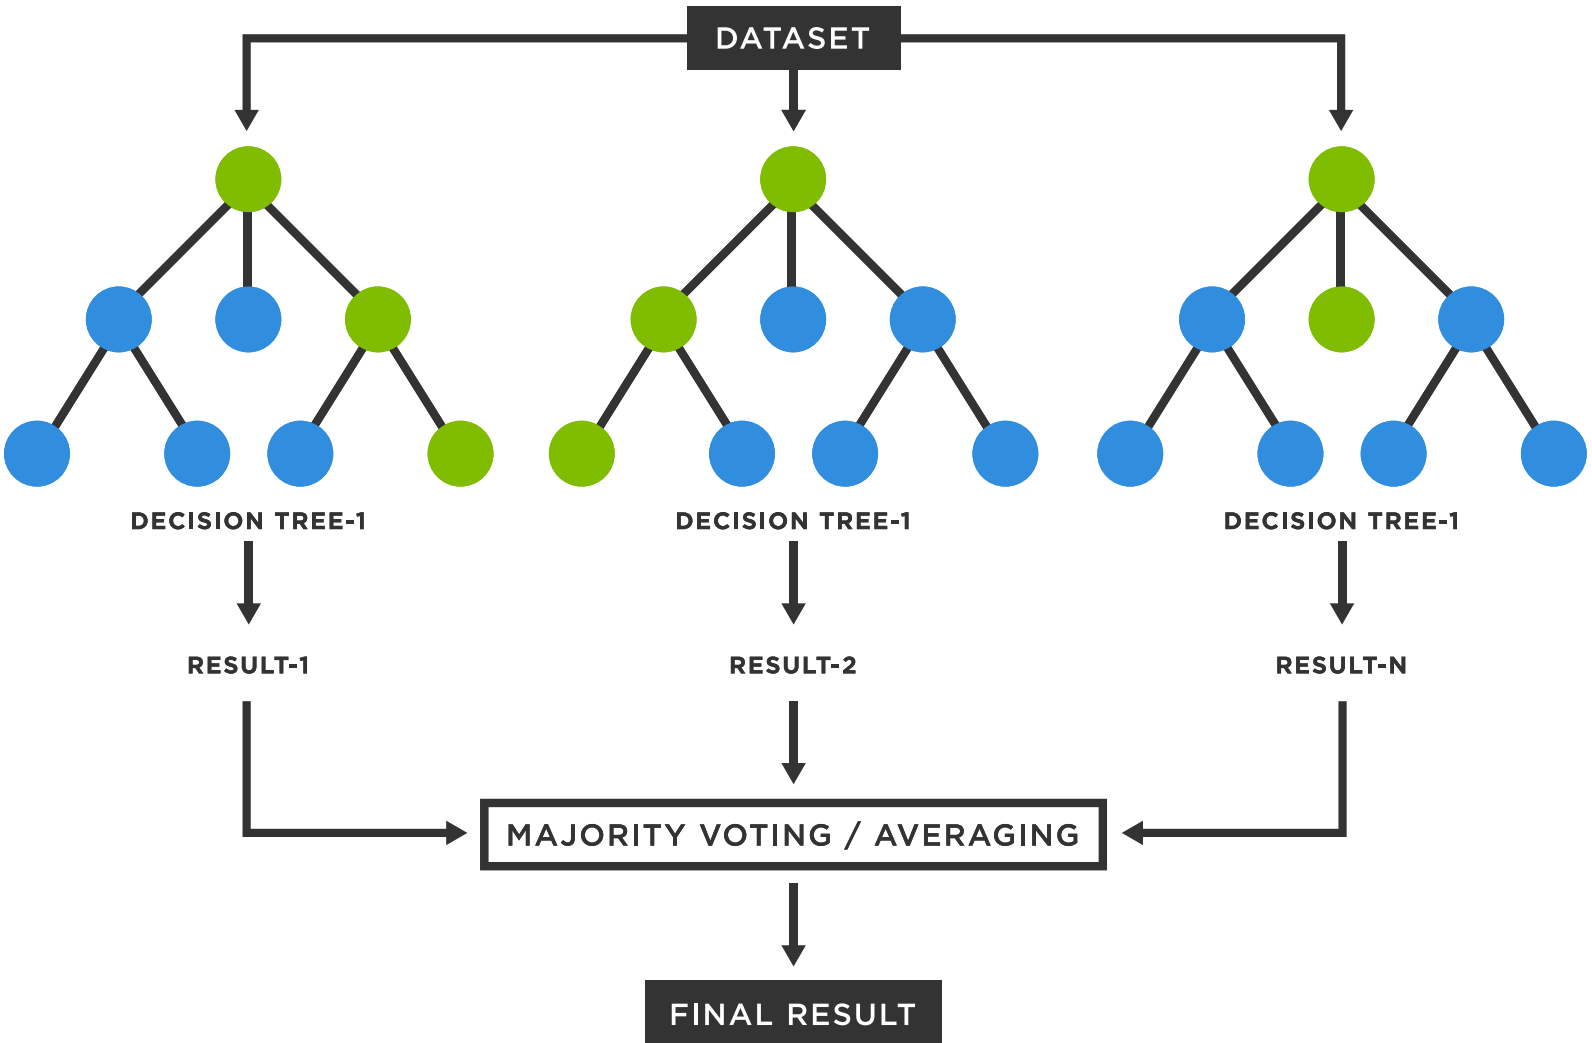 DATASET
DECISION TREE-1
DECISION TREE-1
DECISION TREE-1
RESULT-1
RESULT-2
RESULT-N
MAJORITY VOTING / AVERAGING
FINAL RESULT